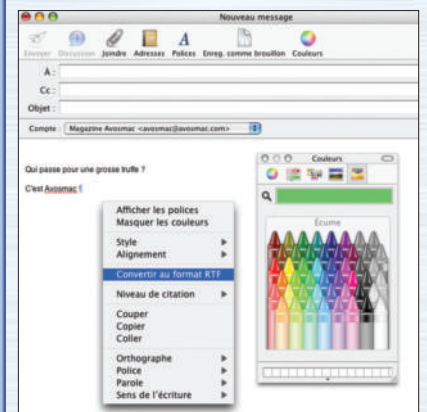 Nouveau message
Envoyer Discussion Joindre Adresses Polices Enreg. comme brouillon Couleurs
À :
Cc :
Objet :
Compte : Magazine Avosmac <avosmac@avosmac.com>
Qui passe pour une grosse truffe ?
C'est Avosmac !
Couleurs
Écume
Afficher les polices
Masquer les couleurs
Style
Alignement
Convertir au format RTF
Niveau de citation
Couper
Copier
Coller
Orthographe
Police
Parole
Sens de l'écriture